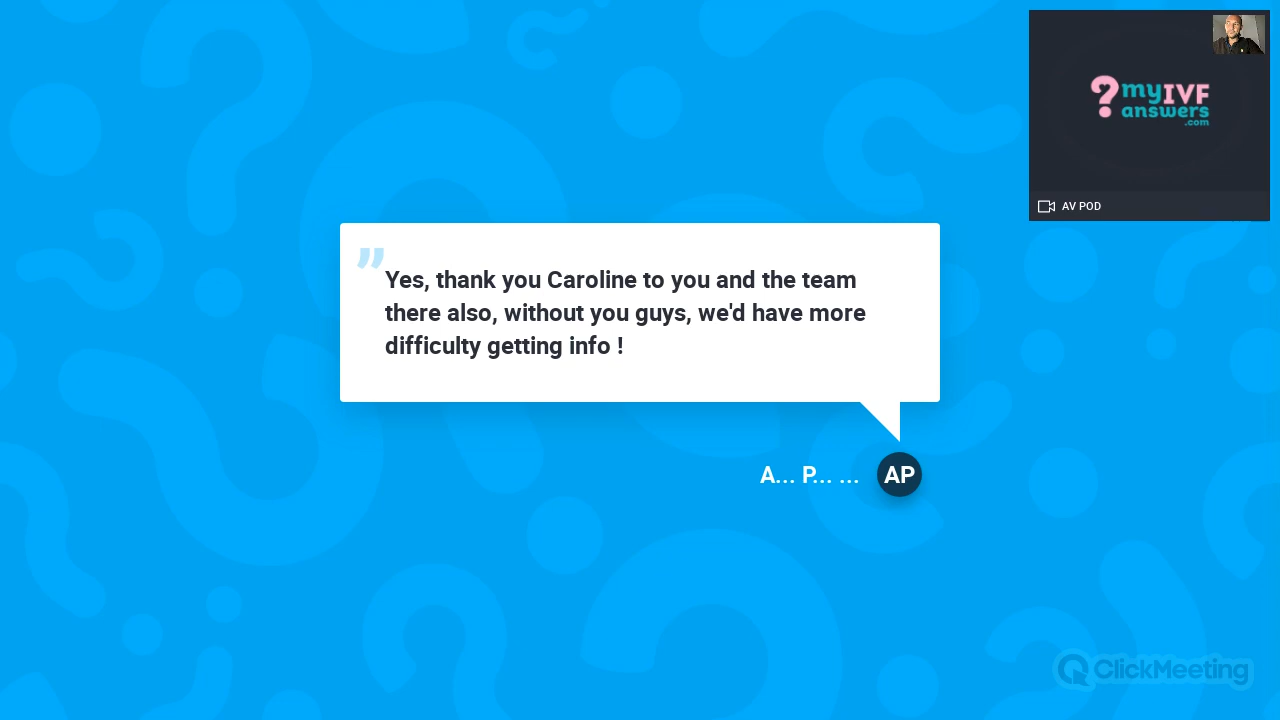 myIVF
answers
.com
AV POD
Yes, thank you Caroline to you and the team
there also, without you guys, we'd have more
difficulty getting info !
A... P... ...
AP
ClickMeeting